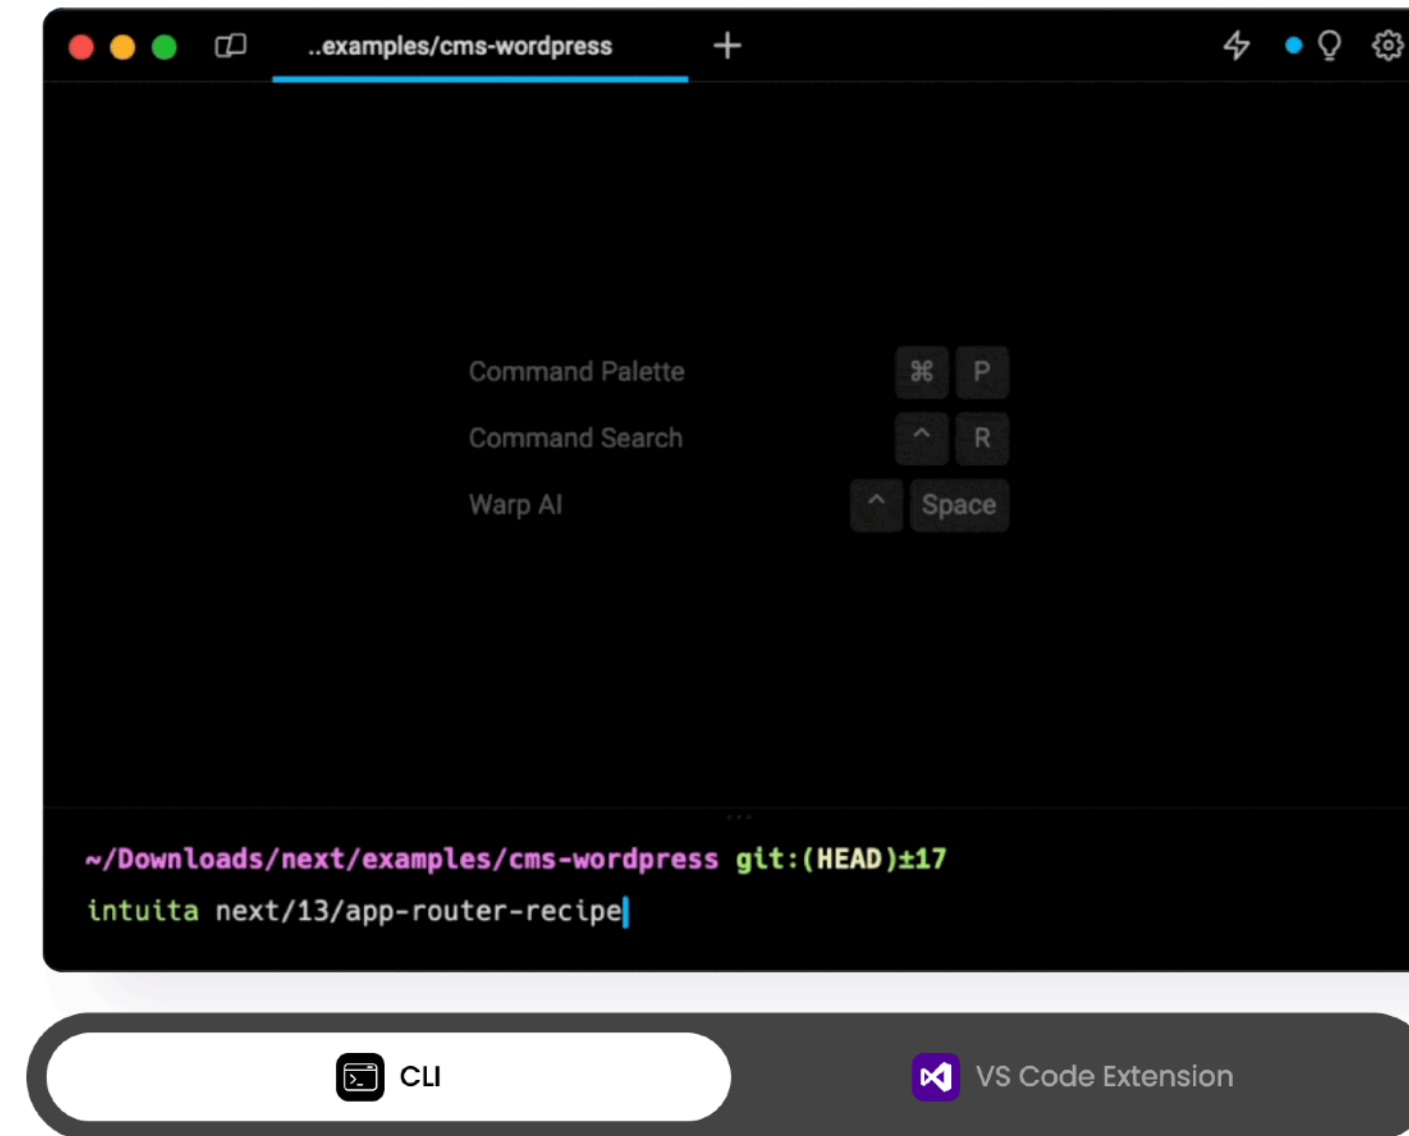 ..examples/cms-wordpress
Command Palette ⌘ P
Command Search ^ R
Warp AI ^ Space
~/Downloads/next/examples/cms-wordpress git:(HEAD)±17
intuita next/13/app-router-recipe
CLI
VS Code Extension